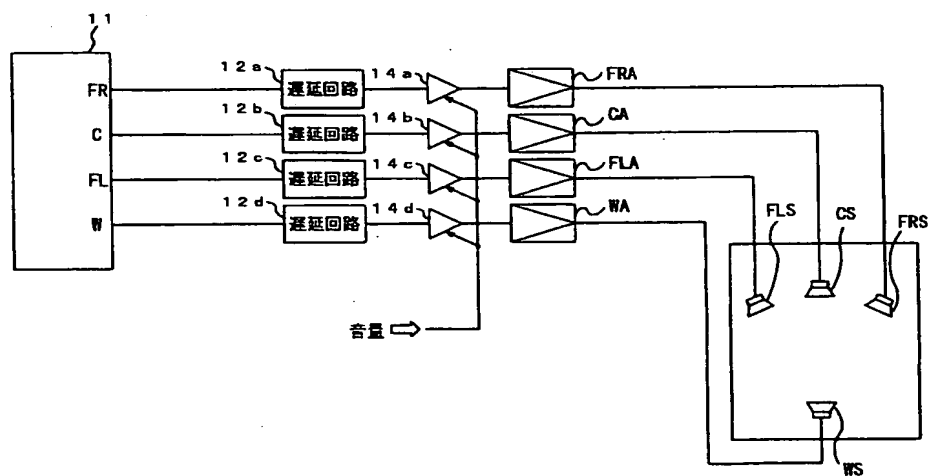 11
FR
12a
遅延回路
14a
FRA
C
12b
遅延回路
14b
CA
FL
12c
遅延回路
14c
FLA
W
12d
遅延回路
14d
WA
FLS
CS
FRS
音量
WS